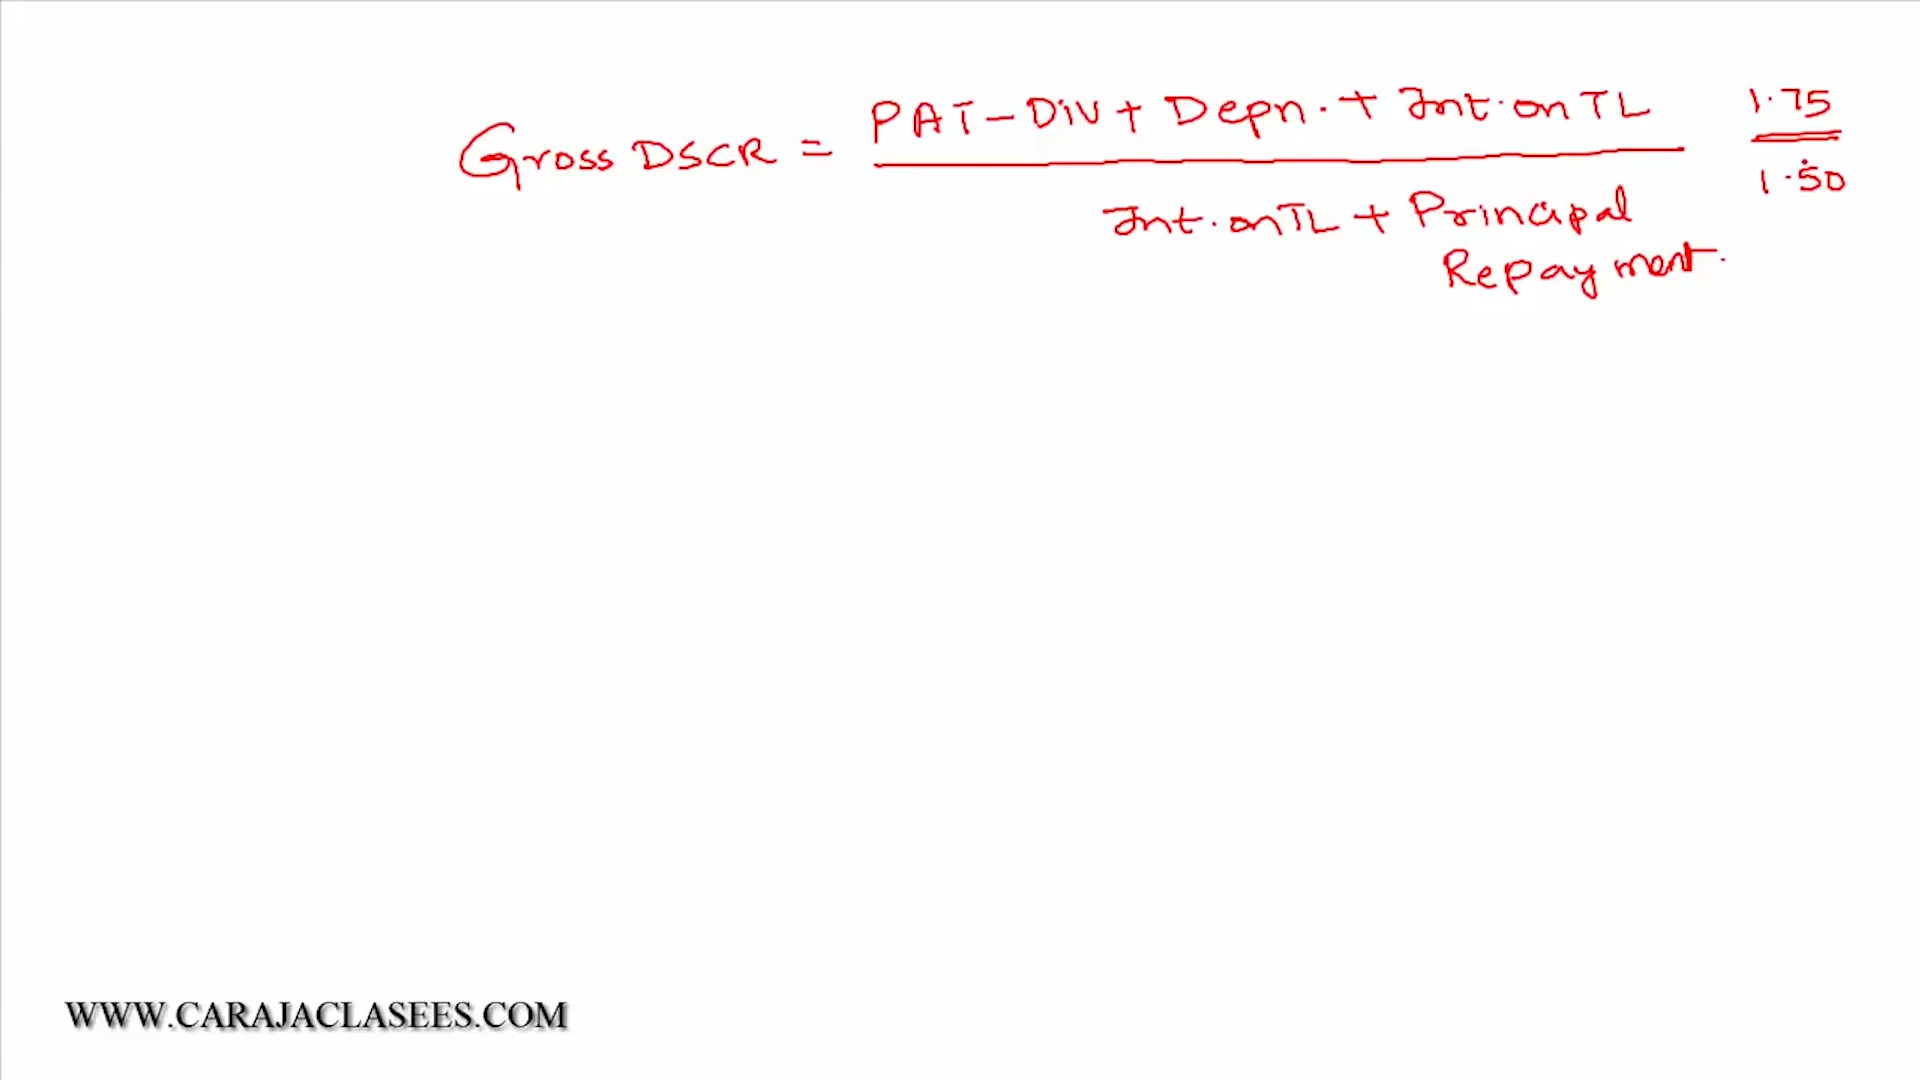 PAT - Div + Depn. + Int. on TL
1.75
Gross DSCR =
1.50
Int. on TL + Principal
Repayment.
WWW.CARAJACLASEES.COM